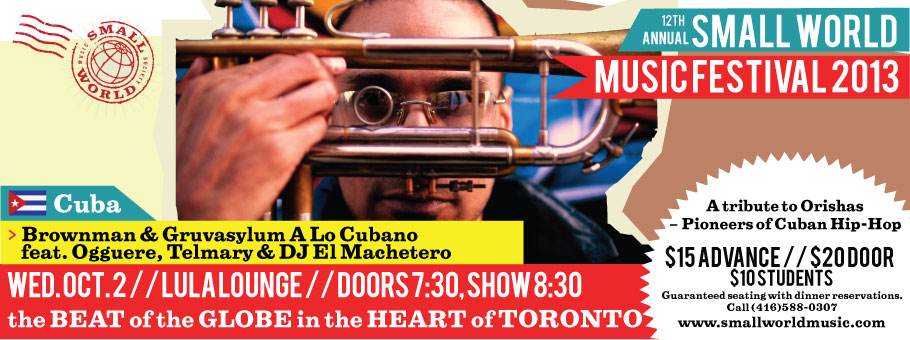 SMALL WORLD
MUSIC SOCIETY
12TH ANNUAL SMALL WORLD
MUSIC FESTIVAL 2013
Cuba
> Brownman & Gruvasylum A Lo Cubano
feat. Ogguere, Telmary & DJ El Machetero
WED. OCT. 2 // LULA LOUNGE // DOORS 7:30, SHOW 8:30
the BEAT of the GLOBE in the HEART of TORONTO
A tribute to Orishas
– Pioneers of Cuban Hip-Hop
$15 ADVANCE // $20 DOOR
$10 STUDENTS
Guaranteed seating with dinner reservations.
Call (416)588-0307
www.smallworldmusic.com